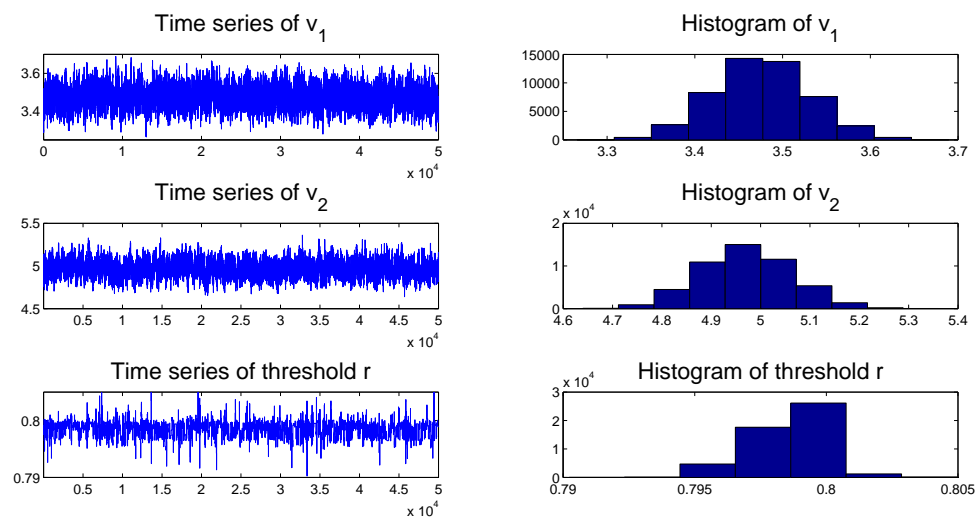 Time series of v_1
3.6
3.4
0 1 2 3 4 5
x 10^4
Histogram of v_1
15000
10000
5000
0
3.3 3.4 3.5 3.6 3.7
Time series of v_2
5.5
5
4.5
0.5 1 1.5 2 2.5 3 3.5 4 4.5 5
x 10^4
Histogram of v_2
x 10^4
2
1
0
4.6 4.7 4.8 4.9 5 5.1 5.2 5.3 5.4
Time series of threshold r
0.8
0.79
0.5 1 1.5 2 2.5 3 3.5 4 4.5 5
x 10^4
Histogram of threshold r
x 10^4
3
2
1
0
0.79 0.795 0.8 0.805